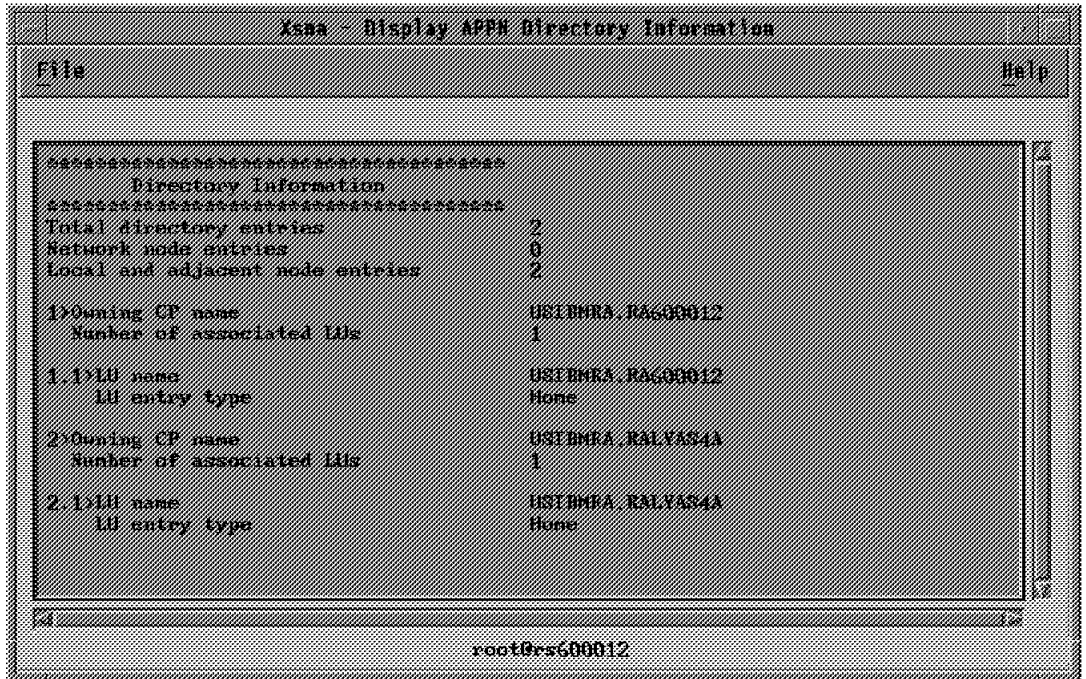 Xsna - Display APPN Directory Information
File Help
**************************************
Directory Information
**************************************
Total directory entries 2
Network node entries 0
Local and adjacent node entries 2
1>Owning CP name USIBMRA.RA600012
Number of associated LUs 1
1.1>LU name USIBMRA.RA600012
LU entry type Home
2>Owning CP name USIBMRA.RALYAS4A
Number of associated LUs 1
2.1>LU name USIBMRA.RALYAS4A
LU entry type Home
root@rs600012